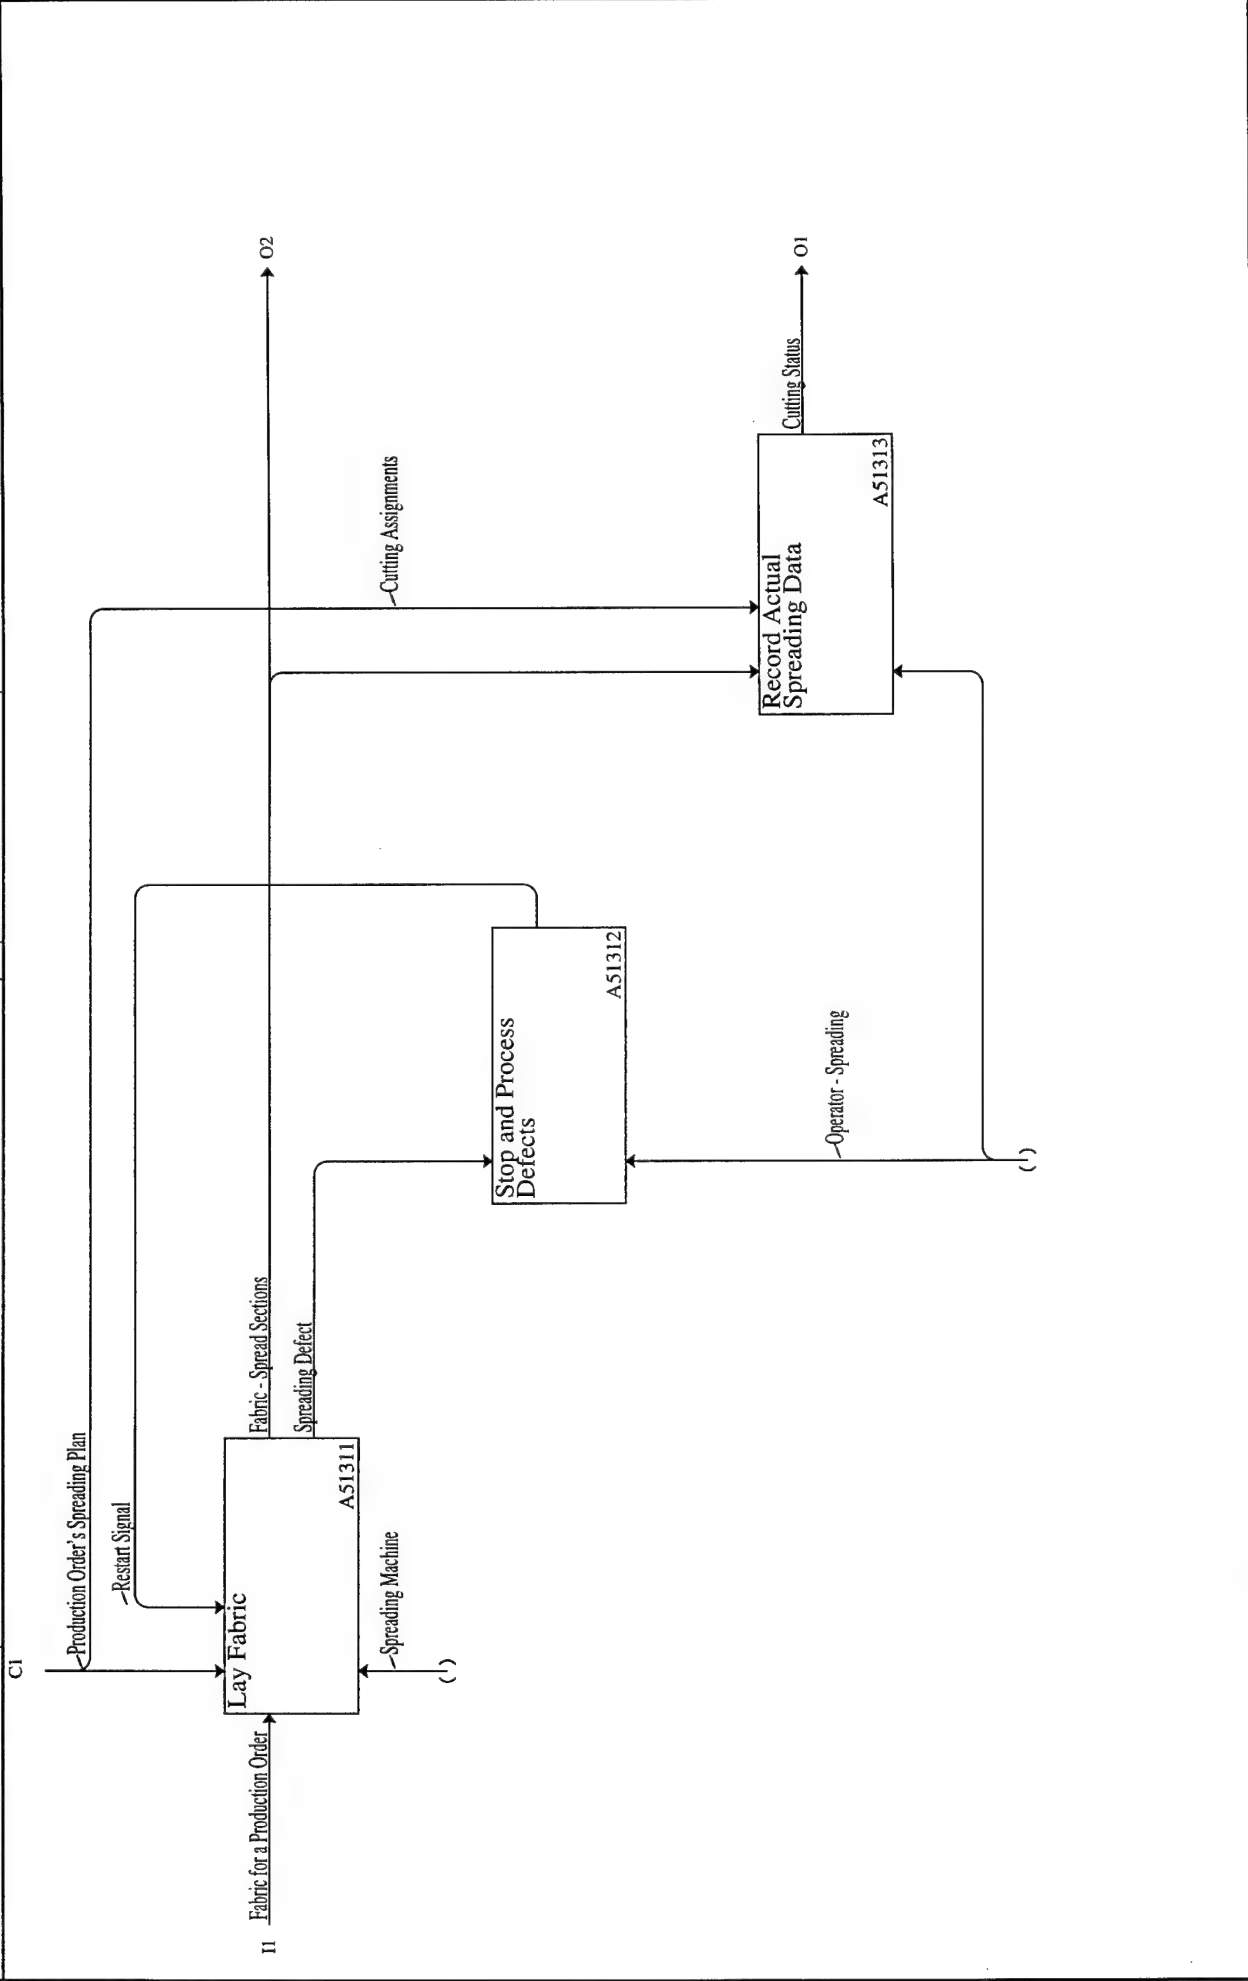 C1
Production Order's Spreading Plan
Restart Signal
I1
Fabric for a Production Order
Lay Fabric
A51311
Fabric - Spread Sections
Spreading Defect
O2
Spreading Machine
( )
Cutting Assignments
Stop and Process
Defects
A51312
Record Actual
Spreading Data
A51313
Cutting Status
O1
Operator - Spreading
( )